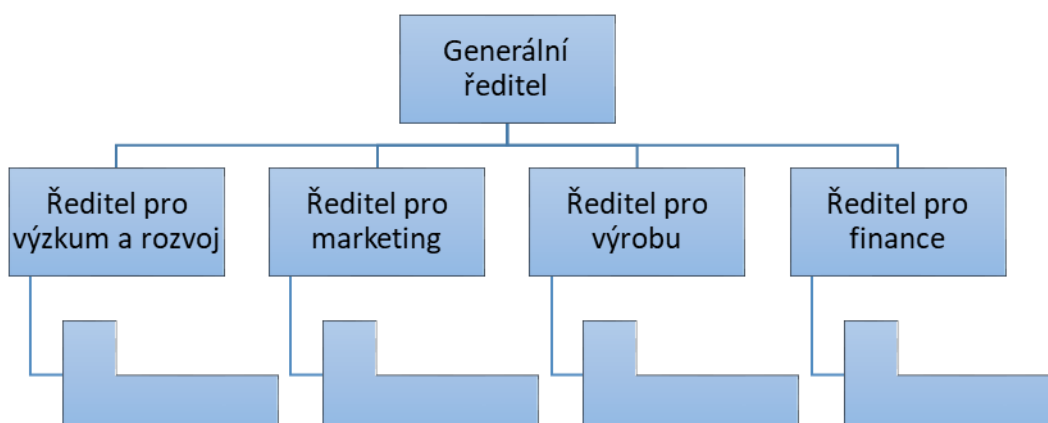 Generální
ředitel
Ředitel pro
výzkum a rozvoj
Ředitel pro
marketing
Ředitel pro
výrobu
Ředitel pro
finance